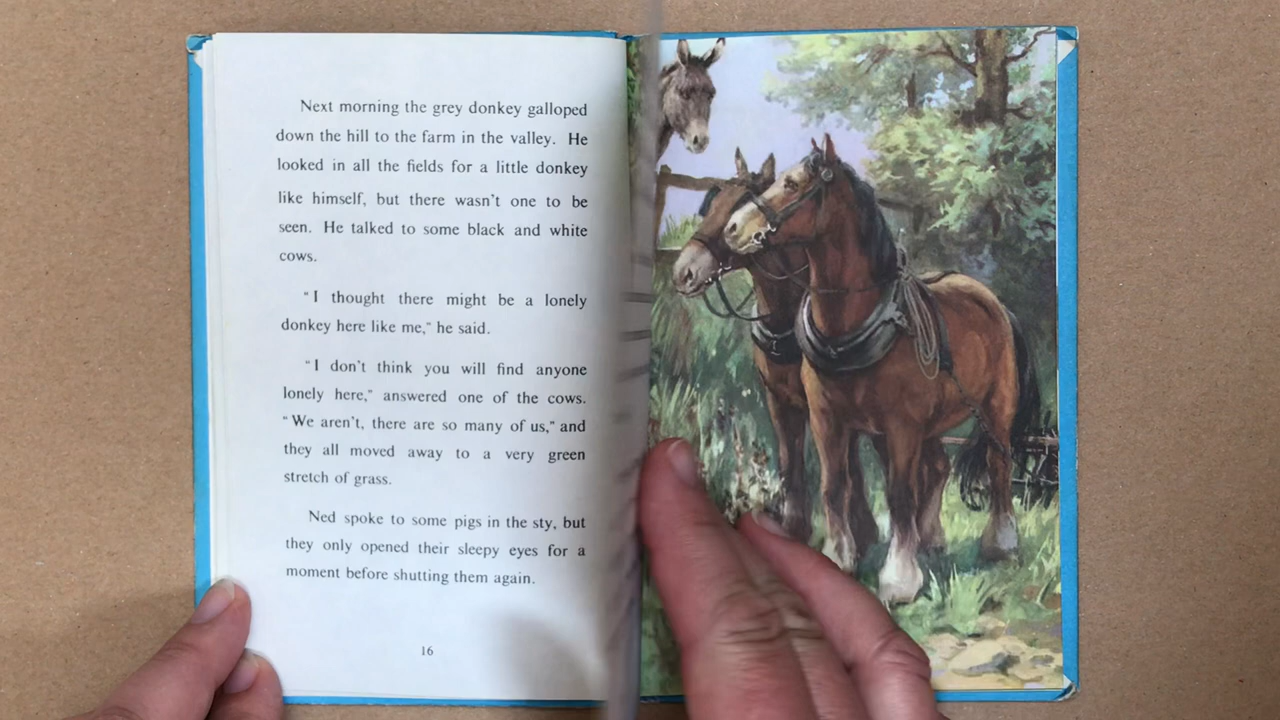 Next morning the grey donkey galloped
down the hill to the farm in the valley. He
looked in all the fields for a little donkey
like himself, but there wasn't one to be
seen. He talked to some black and white
cows.
"I thought there might be a lonely
donkey here like me," he said.
"I don't think you will find anyone
lonely here," answered one of the cows.
"We aren't, there are so many of us," and
they all moved away to a very green
stretch of grass.
Ned spoke to some pigs in the sty, but
they only opened their sleepy eyes for a
moment before shutting them again.
16